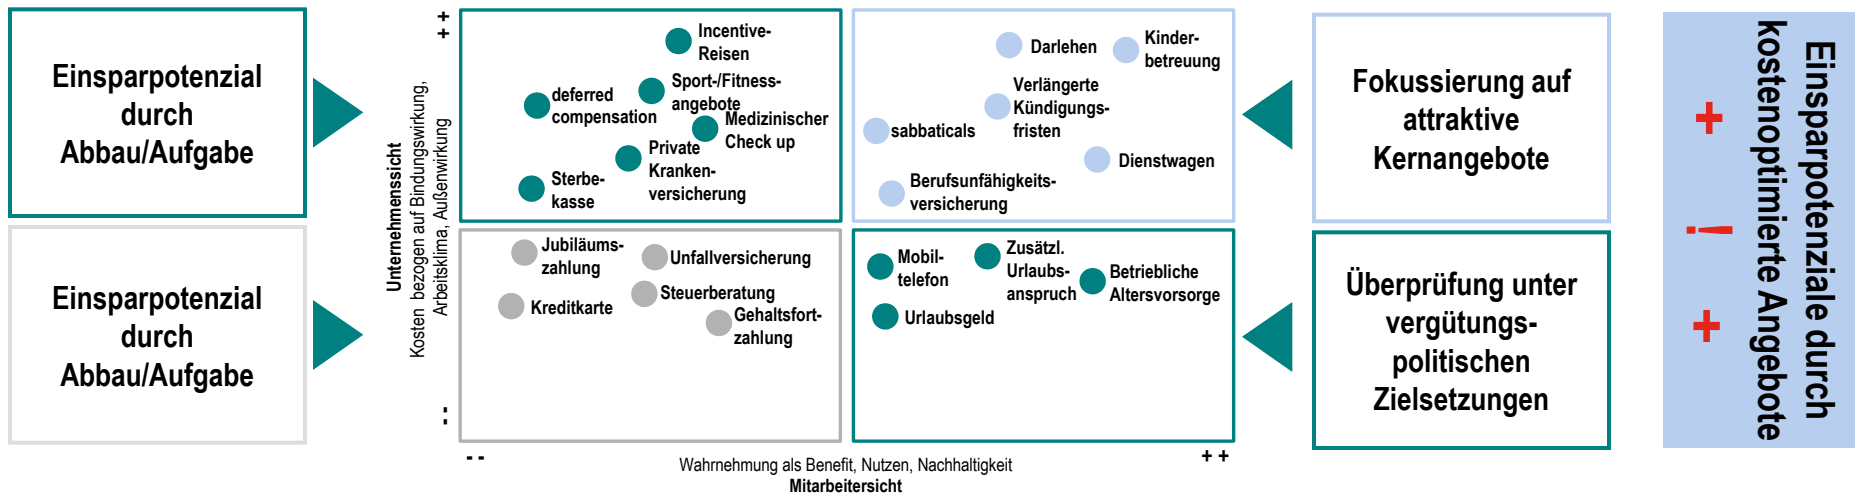 Einsparpotenzial
durch
Abbau/Aufgabe
Einsparpotenzial
durch
Abbau/Aufgabe
++
Unternehmenssicht
Kosten bezogen auf Bindungswirkung,
Arbeitsklima, Außenwirkung
--
Incentive-
Reisen
Sport-/Fitness-
angebote
deferred
compensation
Medizinischer
Check up
Private
Kranken-
versicherung
Sterbe-
kasse
Darlehen
Kinder-
betreuung
Verlängerte
Kündigungs-
fristen
sabbaticals
Dienstwagen
Berufsunfähigkeits-
versicherung
Jubiläums-
zahlung
Unfallversicherung
Steuerberatung
Kreditkarte
Gehaltsfort-
zahlung
Mobil-
telefon
Zusätzl.
Urlaubs-
anspruch
Betriebliche
Altersvorsorge
Urlaubsgeld
--
++
Wahrnehmung als Benefit, Nutzen, Nachhaltigkeit
Mitarbeitersicht
Fokussierung auf
attraktive
Kernangebote
Überprüfung unter
vergütungs-
politischen
Zielsetzungen
Einsparpotenziale durch
kostenoptimierte Angebote
+
!
+